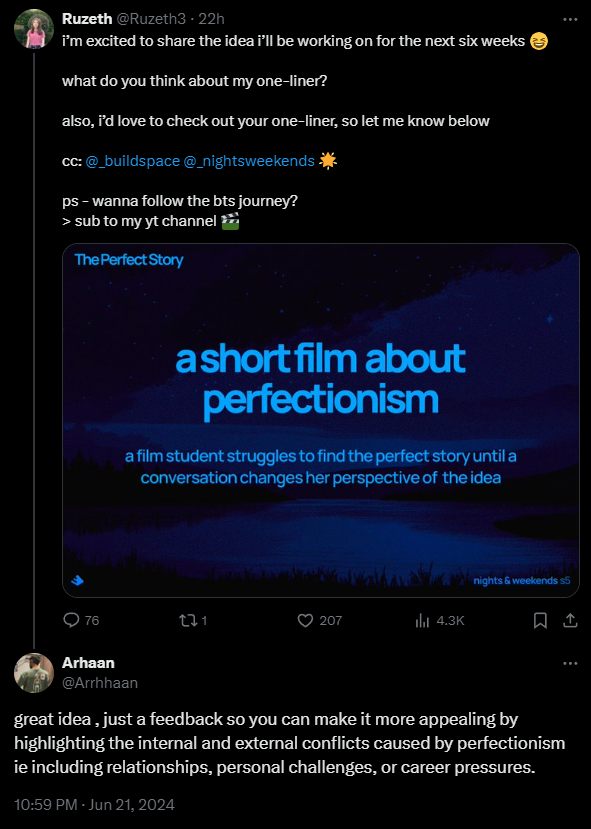 Ruzeth @Ruzeth3 · 22h
i'm excited to share the idea i'll be working on for the next six weeks 😆
what do you think about my one-liner?
also, i'd love to check out your one-liner, so let me know below
cc: @_buildspace @_nightsweekends 🌟
ps - wanna follow the bts journey?
> sub to my yt channel 🎬
The Perfect Story
a short film about
perfectionism
a film student struggles to find the perfect story until a
conversation changes her perspective of the idea
nights & weekends s5
76 1 207 4.3K
Arhaan
@Arrhhaan
great idea , just a feedback so you can make it more appealing by
highlighting the internal and external conflicts caused by perfectionism
ie including relationships, personal challenges, or career pressures.
10:59 PM · Jun 21, 2024